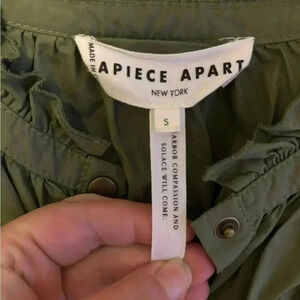 MADE IN
APIECE APART
NEW YORK
S
ARBOR COMPASSION AND
SOLACE WILL COME.